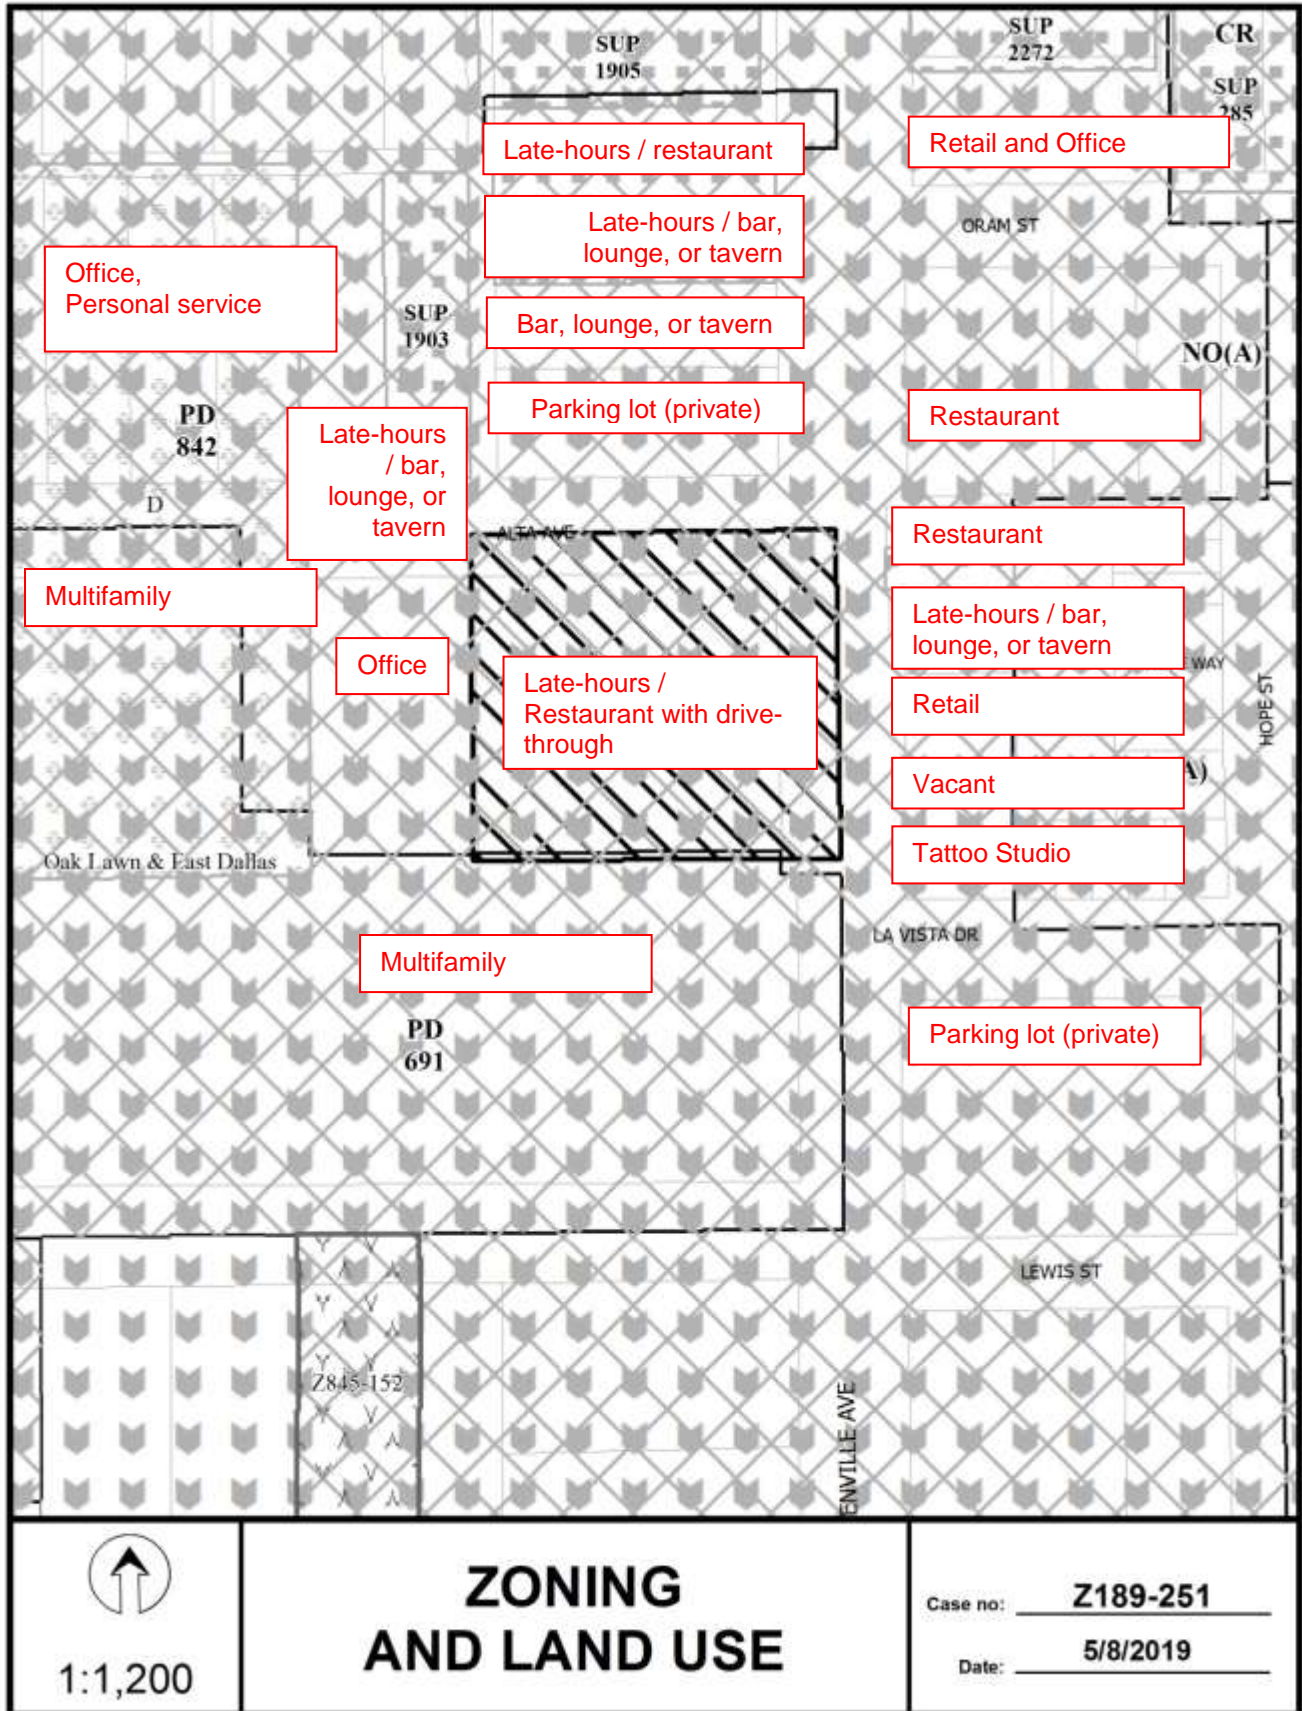 SUP
1905
SUP
2272
CR
SUP
285
Late-hours / restaurant
Retail and Office
Late-hours / bar,
lounge, or tavern
ORAM ST
Office,
Personal service
SUP
1903
Bar, lounge, or tavern
NO(A)
Parking lot (private)
Restaurant
PD
842
Late-hours
/ bar,
lounge, or
tavern
D
ALTA AVE
Restaurant
Multifamily
Late-hours / bar,
lounge, or tavern
Office
E WAY
Late-hours /
Restaurant with drive-
through
Retail
HOPE ST
Vacant
A)
Tattoo Studio
Oak Lawn & East Dallas
LA VISTA DR
Multifamily
PD
691
Parking lot (private)
LEWIS ST
Z845-152
ENVILLE AVE
1:1,200
ZONING
AND LAND USE
Case no: Z189-251
Date: 5/8/2019